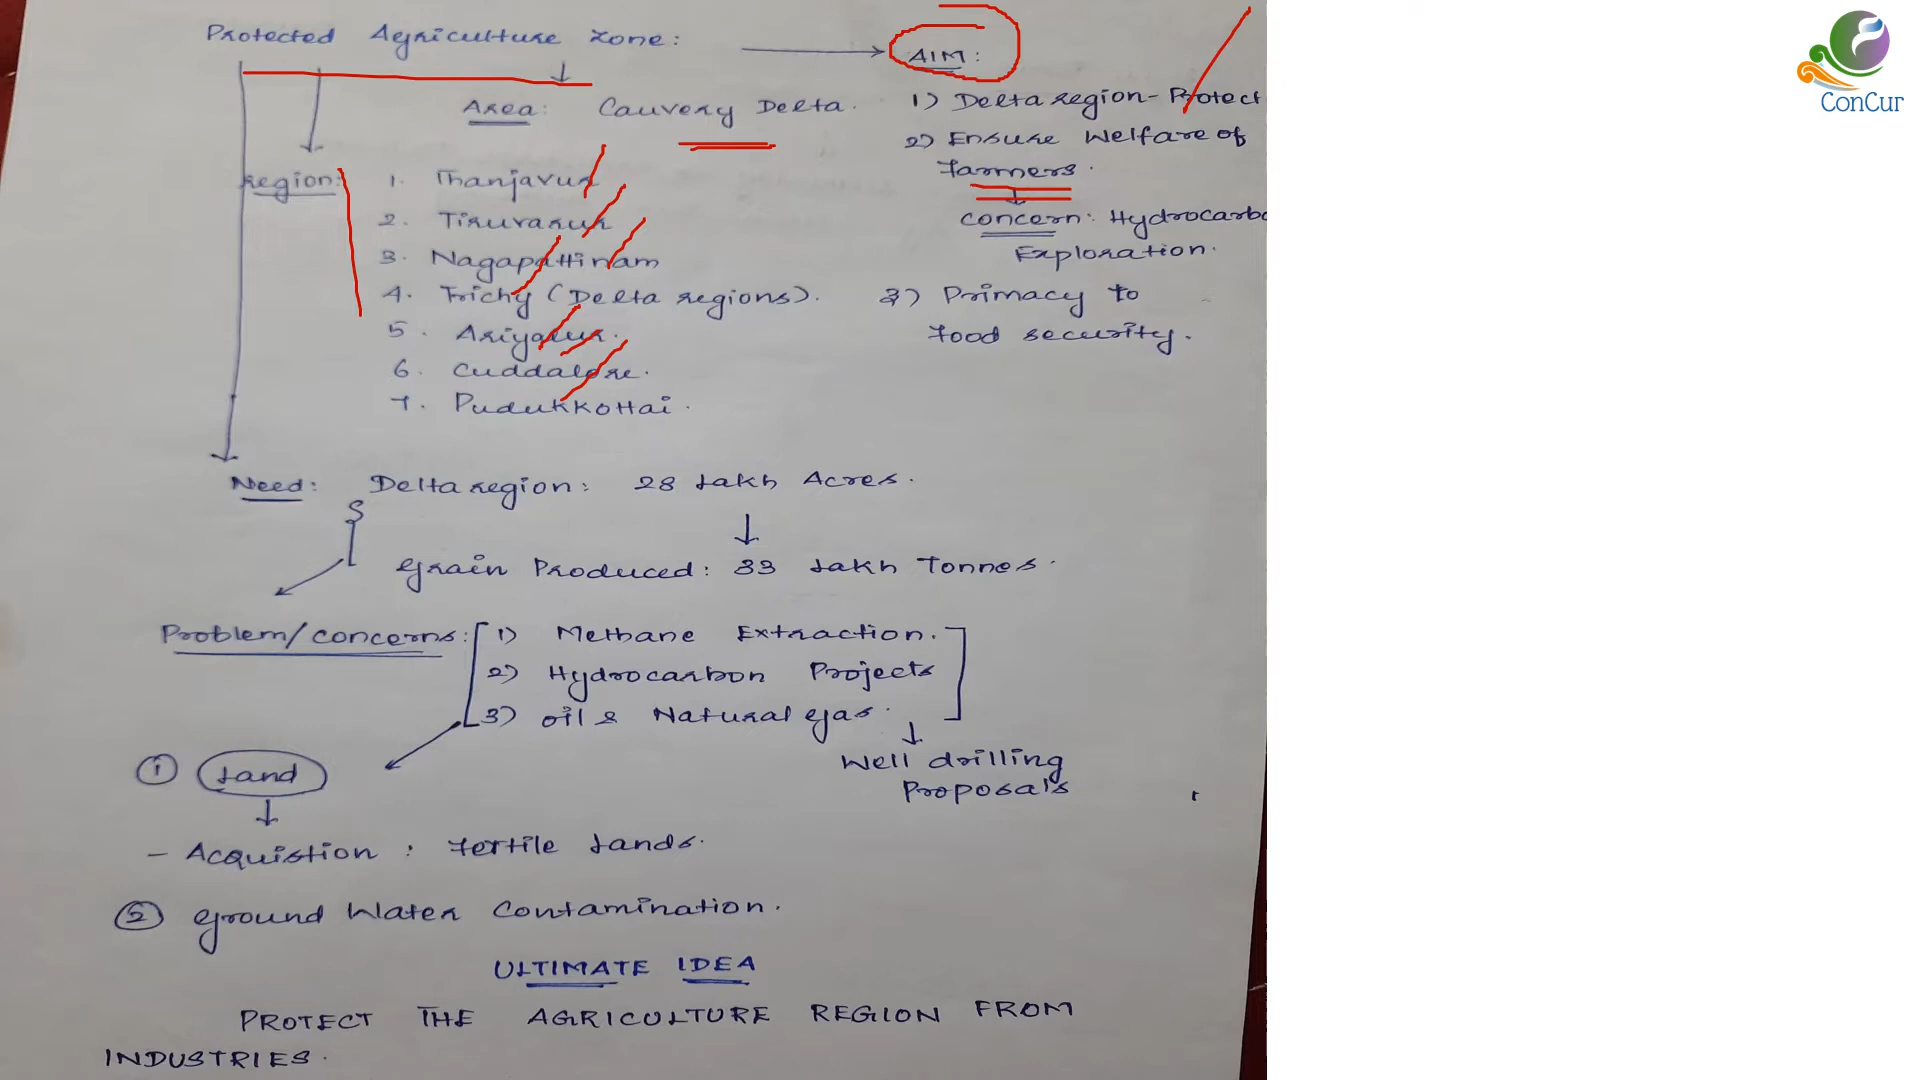 Protected Agriculture Zone:
Area: Cauvery Delta.
region:
1. Thanjavur
2. Tiruvarur
3. Nagapattinam
4. Trichy (Delta regions).
5. Ariyalur.
6. Cuddalore.
7. Pudukkottai.
AIM:
1) Delta region - Protect
2) Ensure Welfare of
Farmers.
Concern: Hydrocarbo
Exploration.
3) Primacy to
Food security.
Need: Delta region: 28 Lakh Acres.
Grain Produced: 33 Lakh Tonnes.
Problem/concerns: 1) Methane Extraction.
2) Hydrocarbon Projects
3) oil & Natural gas.
Well drilling
Proposals
1 Land
- Acquistion : Fertile Lands.
2 Ground Water Contamination.
ULTIMATE IDEA
PROTECT THE AGRICULTURE REGION FROM
INDUSTRIES.
ConCur